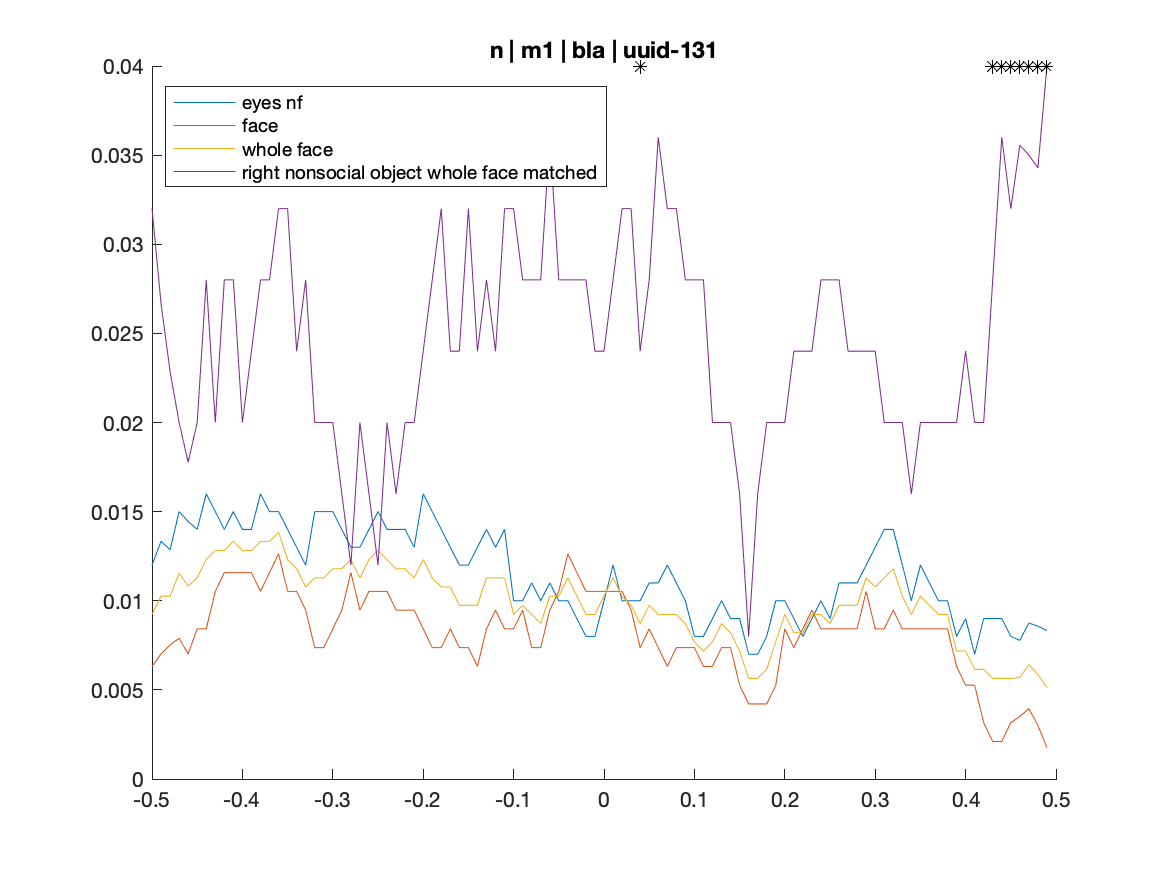 n | m1 | bla | uuid-131
0.04
0.035
0.03
0.025
0.02
0.015
0.01
0.005
0
eyes nf
face
whole face
right nonsocial object whole face matched
-0.5 -0.4 -0.3 -0.2 -0.1 0 0.1 0.2 0.3 0.4 0.5